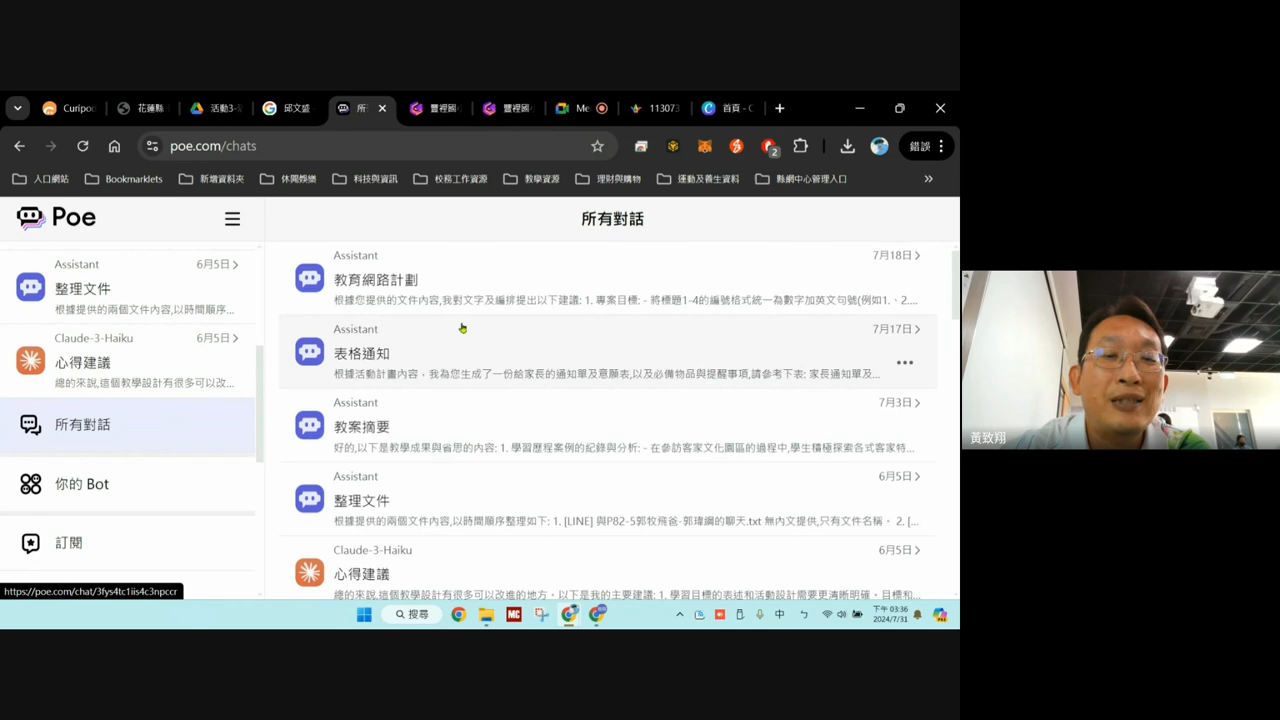 Curipo
花蓮縣
活動3-
邱文盛
所
豐裡國
豐裡國
Me
11307
首頁 - C
poe.com/chats
2
錯誤
人口網站
Bookmarklets
新增資料夾
休閒娛樂
科技與資訊
校務工作資源
教學資源
理財與購物
運動及養生資料
縣網中心管理入口
Poe
所有對話
Assistant
6月5日
整理文件
根據提供的兩個文件內容,以時間順序...
Claude-3-Haiku
6月5日
心得建議
總的來說,這個教學設計有很多可以改...
所有對話
你的 Bot
訂閱
https://poe.com/chat/3fys4tc1iis4c3npccr
Assistant
7月18日
教育網路計劃
根據您提供的文件內容,我對文字及編排提出以下建議: 1. 專案目標: - 將標題1-4的編號格式統一為數字加英文句號(例如1.、2....
Assistant
7月17日
表格通知
根據活動計畫內容，我為您生成了一份給家長的通知單及意願表,以及必備物品與提醒事項,請參考下表: 家長通知單及...
Assistant
7月3日
教案摘要
好的,以下是教學成果與省思的內容: 1. 學習歷程案例的紀錄與分析: - 在參訪客家文化園區的過程中,學生積極探索各式客家特...
Assistant
6月5日
整理文件
根據提供的兩個文件內容,以時間順序整理如下: 1. [LINE] 與P82-5郭牧飛爸-郭瑋綱的聊天.txt 無內文提供,只有文件名稱。 2. [...
Claude-3-Haiku
6月5日
心得建議
總的來說,這個教學設計有很多可以改進的地方。以下是我的主要建議: 1. 學習目標的表述和活動設計需要更清晰明確。目標和...
搜尋
MC
中
下午 03:36
2024/7/31
黃致翔